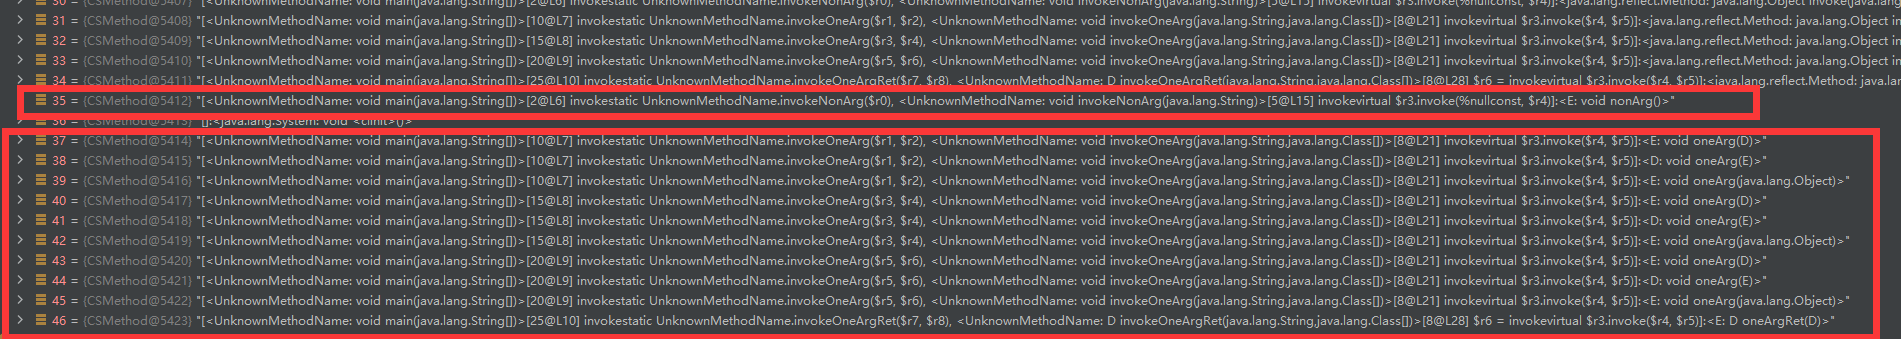 30 = {CSMethod@5407} "[<UnknownMethodName: void main(java.lang.String[])>[2@L6] invokestatic UnknownMethodName.invokeNonArg($r0), <UnknownMethodName: void invokeNonArg(java.lang.String)>[5@L15] invokevirtual $r3.invoke(%nullconst, $r4)]:<java.lang.reflect.Method: java.lang.Object invoke(java.lang
31 = {CSMethod@5408} "[<UnknownMethodName: void main(java.lang.String[])>[10@L7] invokestatic UnknownMethodName.invokeOneArg($r1, $r2), <UnknownMethodName: void invokeOneArg(java.lang.String,java.lang.Class[])>[8@L21] invokevirtual $r3.invoke($r4, $r5)]:<java.lang.reflect.Method: java.lang.Object in
32 = {CSMethod@5409} "[<UnknownMethodName: void main(java.lang.String[])>[15@L8] invokestatic UnknownMethodName.invokeOneArg($r3, $r4), <UnknownMethodName: void invokeOneArg(java.lang.String,java.lang.Class[])>[8@L21] invokevirtual $r3.invoke($r4, $r5)]:<java.lang.reflect.Method: java.lang.Object in
33 = {CSMethod@5410} "[<UnknownMethodName: void main(java.lang.String[])>[20@L9] invokestatic UnknownMethodName.invokeOneArg($r5, $r6), <UnknownMethodName: void invokeOneArg(java.lang.String,java.lang.Class[])>[8@L21] invokevirtual $r3.invoke($r4, $r5)]:<java.lang.reflect.Method: java.lang.Object in
34 = {CSMethod@5411} "[<UnknownMethodName: void main(java.lang.String[])>[25@L10] invokestatic UnknownMethodName.invokeOneArgRet($r7, $r8), <UnknownMethodName: D invokeOneArgRet(java.lang.String,java.lang.Class[])>[8@L28] $r6 = invokevirtual $r3.invoke($r4, $r5)]:<java.lang.reflect.Method: java.lan
35 = {CSMethod@5412} "[<UnknownMethodName: void main(java.lang.String[])>[2@L6] invokestatic UnknownMethodName.invokeNonArg($r0), <UnknownMethodName: void invokeNonArg(java.lang.String)>[5@L15] invokevirtual $r3.invoke(%nullconst, $r4)]:<E: void nonArg()>"
36 = {CSMethod@5413} "[]:<java.lang.System: void <clinit>()>
37 = {CSMethod@5414} "[<UnknownMethodName: void main(java.lang.String[])>[10@L7] invokestatic UnknownMethodName.invokeOneArg($r1, $r2), <UnknownMethodName: void invokeOneArg(java.lang.String,java.lang.Class[])>[8@L21] invokevirtual $r3.invoke($r4, $r5)]:<E: void oneArg(D)>"
38 = {CSMethod@5415} "[<UnknownMethodName: void main(java.lang.String[])>[10@L7] invokestatic UnknownMethodName.invokeOneArg($r1, $r2), <UnknownMethodName: void invokeOneArg(java.lang.String,java.lang.Class[])>[8@L21] invokevirtual $r3.invoke($r4, $r5)]:<D: void oneArg(E)>"
39 = {CSMethod@5416} "[<UnknownMethodName: void main(java.lang.String[])>[10@L7] invokestatic UnknownMethodName.invokeOneArg($r1, $r2), <UnknownMethodName: void invokeOneArg(java.lang.String,java.lang.Class[])>[8@L21] invokevirtual $r3.invoke($r4, $r5)]:<E: void oneArg(java.lang.Object)>"
40 = {CSMethod@5417} "[<UnknownMethodName: void main(java.lang.String[])>[15@L8] invokestatic UnknownMethodName.invokeOneArg($r3, $r4), <UnknownMethodName: void invokeOneArg(java.lang.String,java.lang.Class[])>[8@L21] invokevirtual $r3.invoke($r4, $r5)]:<E: void oneArg(D)>"
41 = {CSMethod@5418} "[<UnknownMethodName: void main(java.lang.String[])>[15@L8] invokestatic UnknownMethodName.invokeOneArg($r3, $r4), <UnknownMethodName: void invokeOneArg(java.lang.String,java.lang.Class[])>[8@L21] invokevirtual $r3.invoke($r4, $r5)]:<D: void oneArg(E)>"
42 = {CSMethod@5419} "[<UnknownMethodName: void main(java.lang.String[])>[15@L8] invokestatic UnknownMethodName.invokeOneArg($r3, $r4), <UnknownMethodName: void invokeOneArg(java.lang.String,java.lang.Class[])>[8@L21] invokevirtual $r3.invoke($r4, $r5)]:<E: void oneArg(java.lang.Object)>"
43 = {CSMethod@5420} "[<UnknownMethodName: void main(java.lang.String[])>[20@L9] invokestatic UnknownMethodName.invokeOneArg($r5, $r6), <UnknownMethodName: void invokeOneArg(java.lang.String,java.lang.Class[])>[8@L21] invokevirtual $r3.invoke($r4, $r5)]:<E: void oneArg(D)>"
44 = {CSMethod@5421} "[<UnknownMethodName: void main(java.lang.String[])>[20@L9] invokestatic UnknownMethodName.invokeOneArg($r5, $r6), <UnknownMethodName: void invokeOneArg(java.lang.String,java.lang.Class[])>[8@L21] invokevirtual $r3.invoke($r4, $r5)]:<D: void oneArg(E)>"
45 = {CSMethod@5422} "[<UnknownMethodName: void main(java.lang.String[])>[20@L9] invokestatic UnknownMethodName.invokeOneArg($r5, $r6), <UnknownMethodName: void invokeOneArg(java.lang.String,java.lang.Class[])>[8@L21] invokevirtual $r3.invoke($r4, $r5)]:<E: void oneArg(java.lang.Object)>"
46 = {CSMethod@5423} "[<UnknownMethodName: void main(java.lang.String[])>[25@L10] invokestatic UnknownMethodName.invokeOneArgRet($r7, $r8), <UnknownMethodName: D invokeOneArgRet(java.lang.String,java.lang.Class[])>[8@L28] $r6 = invokevirtual $r3.invoke($r4, $r5)]:<E: D oneArgRet(D)>"